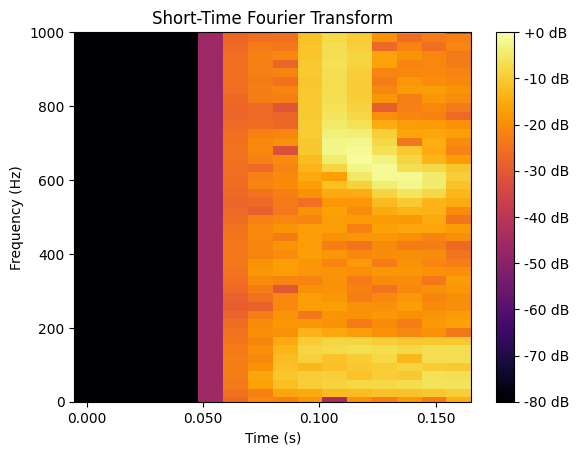 Short-Time Fourier Transform
1000
800
600
400
200
0
Frequency (Hz)
0.000
0.050
0.100
0.150
Time (s)
+0 dB
-10 dB
-20 dB
-30 dB
-40 dB
-50 dB
-60 dB
-70 dB
-80 dB